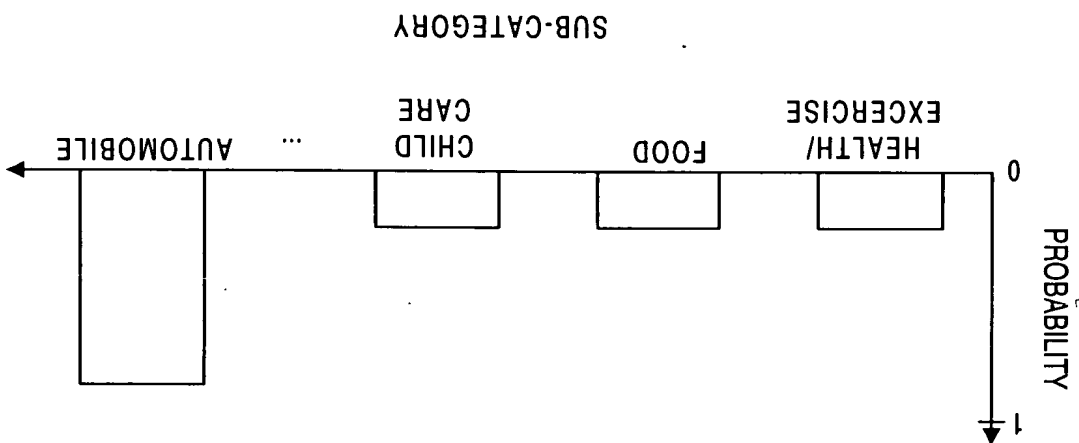 PROBABILITY
1
0
HEALTH/
EXCERCISE
FOOD
CHILD
CARE
...
AUTOMOBILE
SUB-CATEGORY